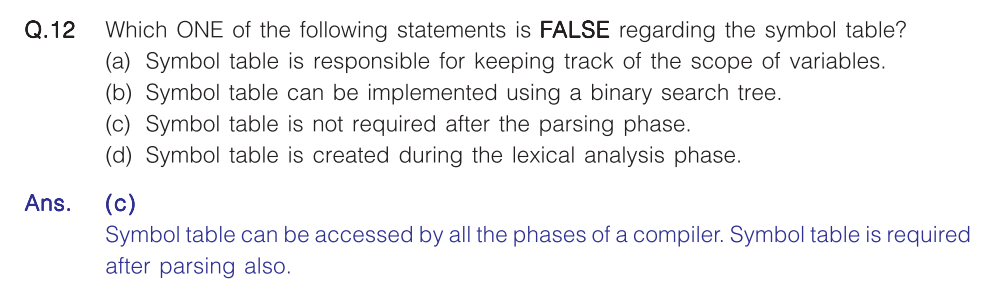 Q.12 Which ONE of the following statements is FALSE regarding the symbol table?
(a) Symbol table is responsible for keeping track of the scope of variables.
(b) Symbol table can be implemented using a binary search tree.
(c) Symbol table is not required after the parsing phase.
(d) Symbol table is created during the lexical analysis phase.
Ans. (c)
Symbol table can be accessed by all the phases of a compiler. Symbol table is required
after parsing also.